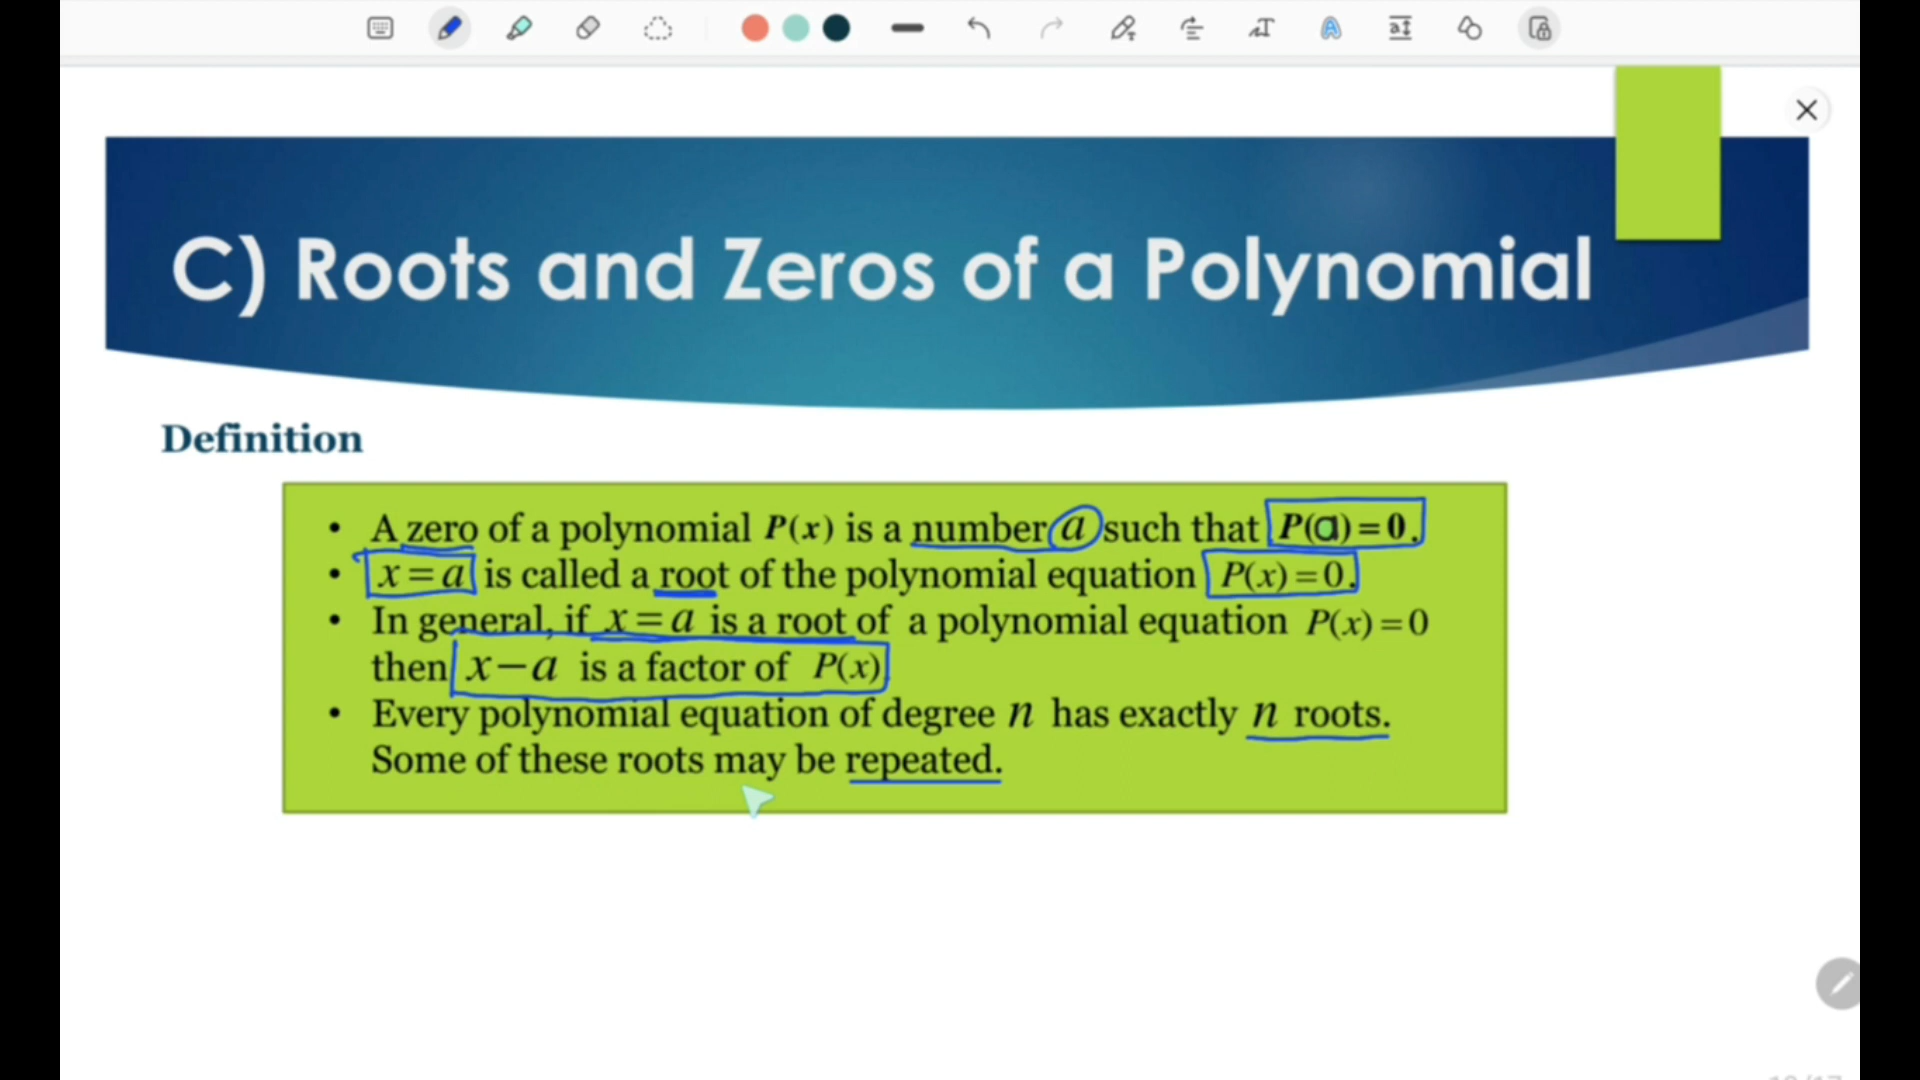 C) Roots and Zeros of a Polynomial
Definition
• A zero of a polynomial P(x) is a number a such that P(a) = 0.
• x = a is called a root of the polynomial equation P(x) = 0.
• In general, if x = a is a root of a polynomial equation P(x) = 0
then x − a is a factor of P(x)
• Every polynomial equation of degree n has exactly n roots.
Some of these roots may be repeated.